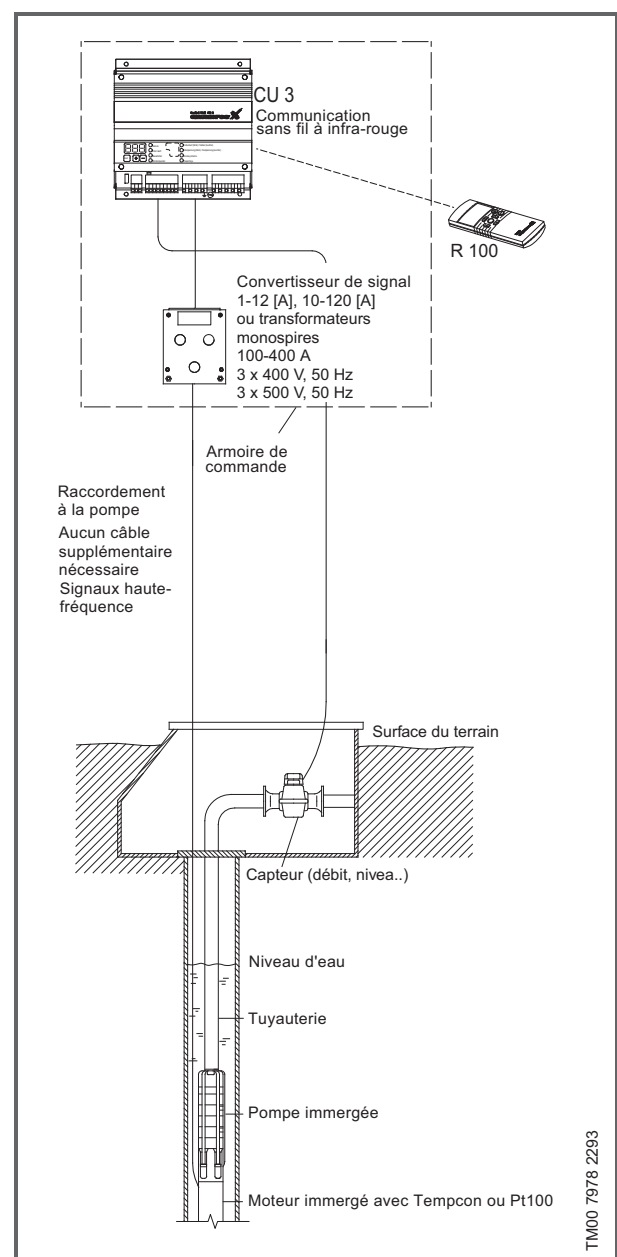 CU 3
Communication
sans fil à infra-rouge
R 100
Convertisseur de signal
1-12 [A], 10-120 [A]
ou transformateurs
monospires
100-400 A
3 x 400 V, 50 Hz
3 x 500 V, 50 Hz
Armoire de
commande
Raccordement
à la pompe
Aucun câble
supplémentaire
nécessaire
Signaux haute-
fréquence
Surface du terrain
Capteur (débit, nivea..)
Niveau d'eau
Tuyauterie
Pompe immergée
Moteur immergé avec Tempcon ou Pt100
TM00 7978 2293